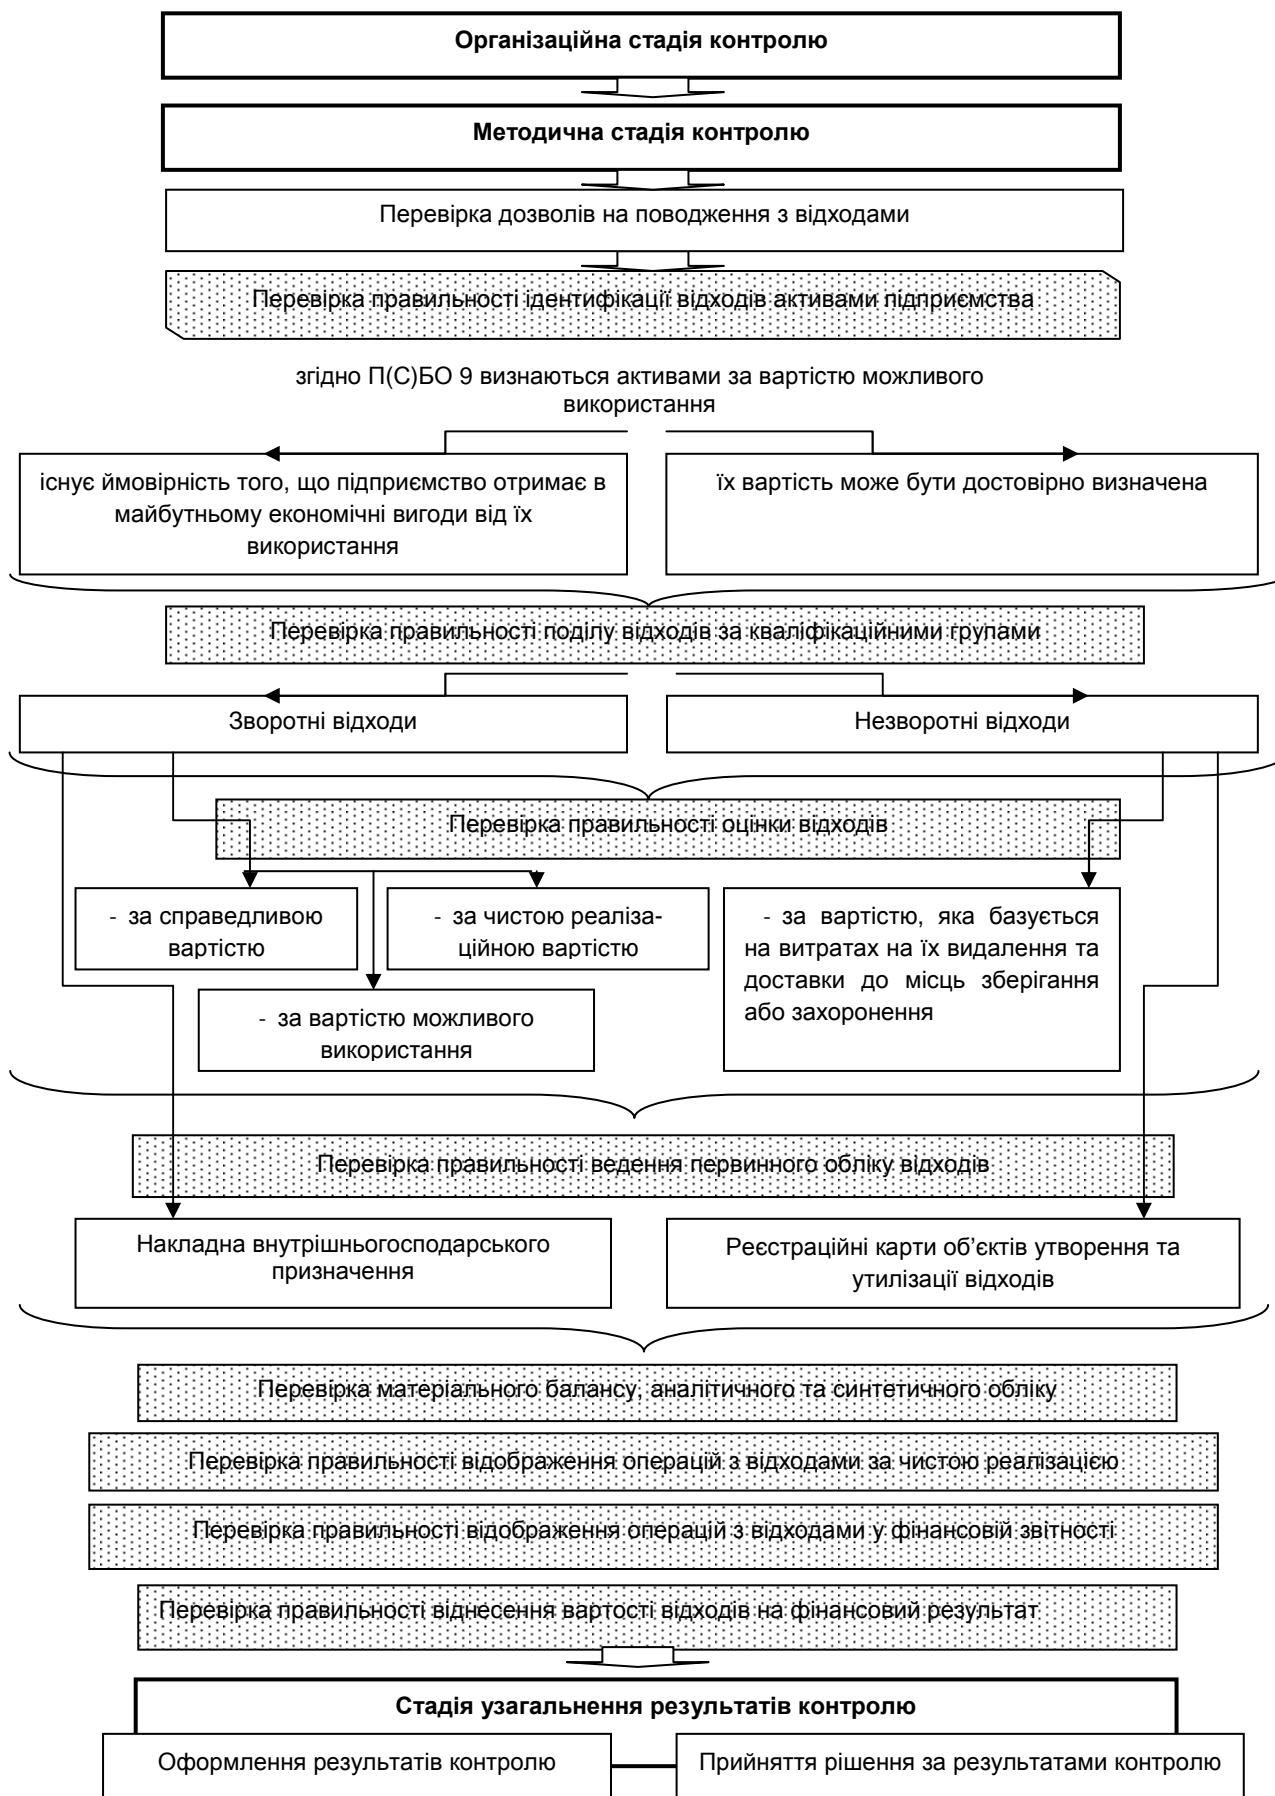 Організаційна стадія контролю
Методична стадія контролю
Перевірка дозволів на поводження з відходами
Перевірка правильності ідентифікації відходів активами підприємства
згідно П(С)БО 9 визнаються активами за вартістю можливого
використання
існує ймовірність того, що підприємство отримає в
майбутньому економічні вигоди від їх
використання
їх вартість може бути достовірно визначена
Перевірка правильності поділу відходів за кваліфікаційними групами
Зворотні відходи
Незворотні відходи
Перевірка правильності оцінки відходів
- за справедливою
вартістю
- за чистою реаліза-
ційною вартістю
- за вартістю, яка базується
на витратах на їх видалення та
доставки до місць зберігання
або захоронення
- за вартістю можливого
використання
Перевірка правильності ведення первинного обліку відходів
Накладна внутрішньогосподарського
призначення
Реєстраційні карти об’єктів утворення та
утилізації відходів
Перевірка матеріального балансу, аналітичного та синтетичного обліку
Перевірка правильності відображення операцій з відходами за чистою реалізацією
Перевірка правильності відображення операцій з відходами у фінансовій звітності
Перевірка правильності віднесення вартості відходів на фінансовий результат
Стадія узагальнення результатів контролю
Оформлення результатів контролю
Прийняття рішення за результатами контролю